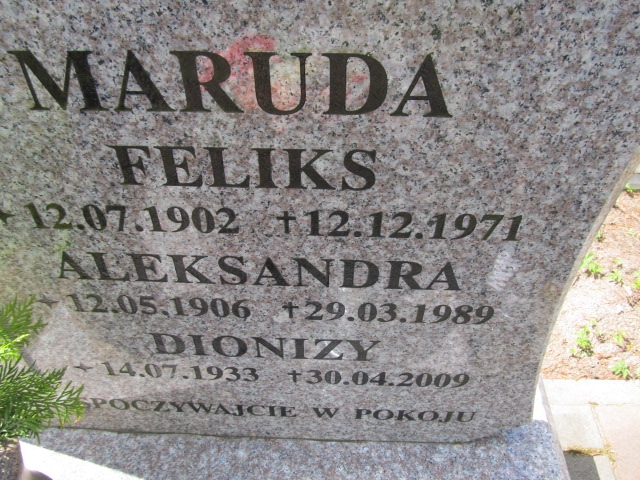 MARUDA
FELIKS
* 12.07.1902 † 12.12.1971
ALEKSANDRA
* 12.05.1906 † 29.03.1989
DIONIZY
* 14.07.1933 † 30.04.2009
SPOCZYWAJCIE W POKOJU